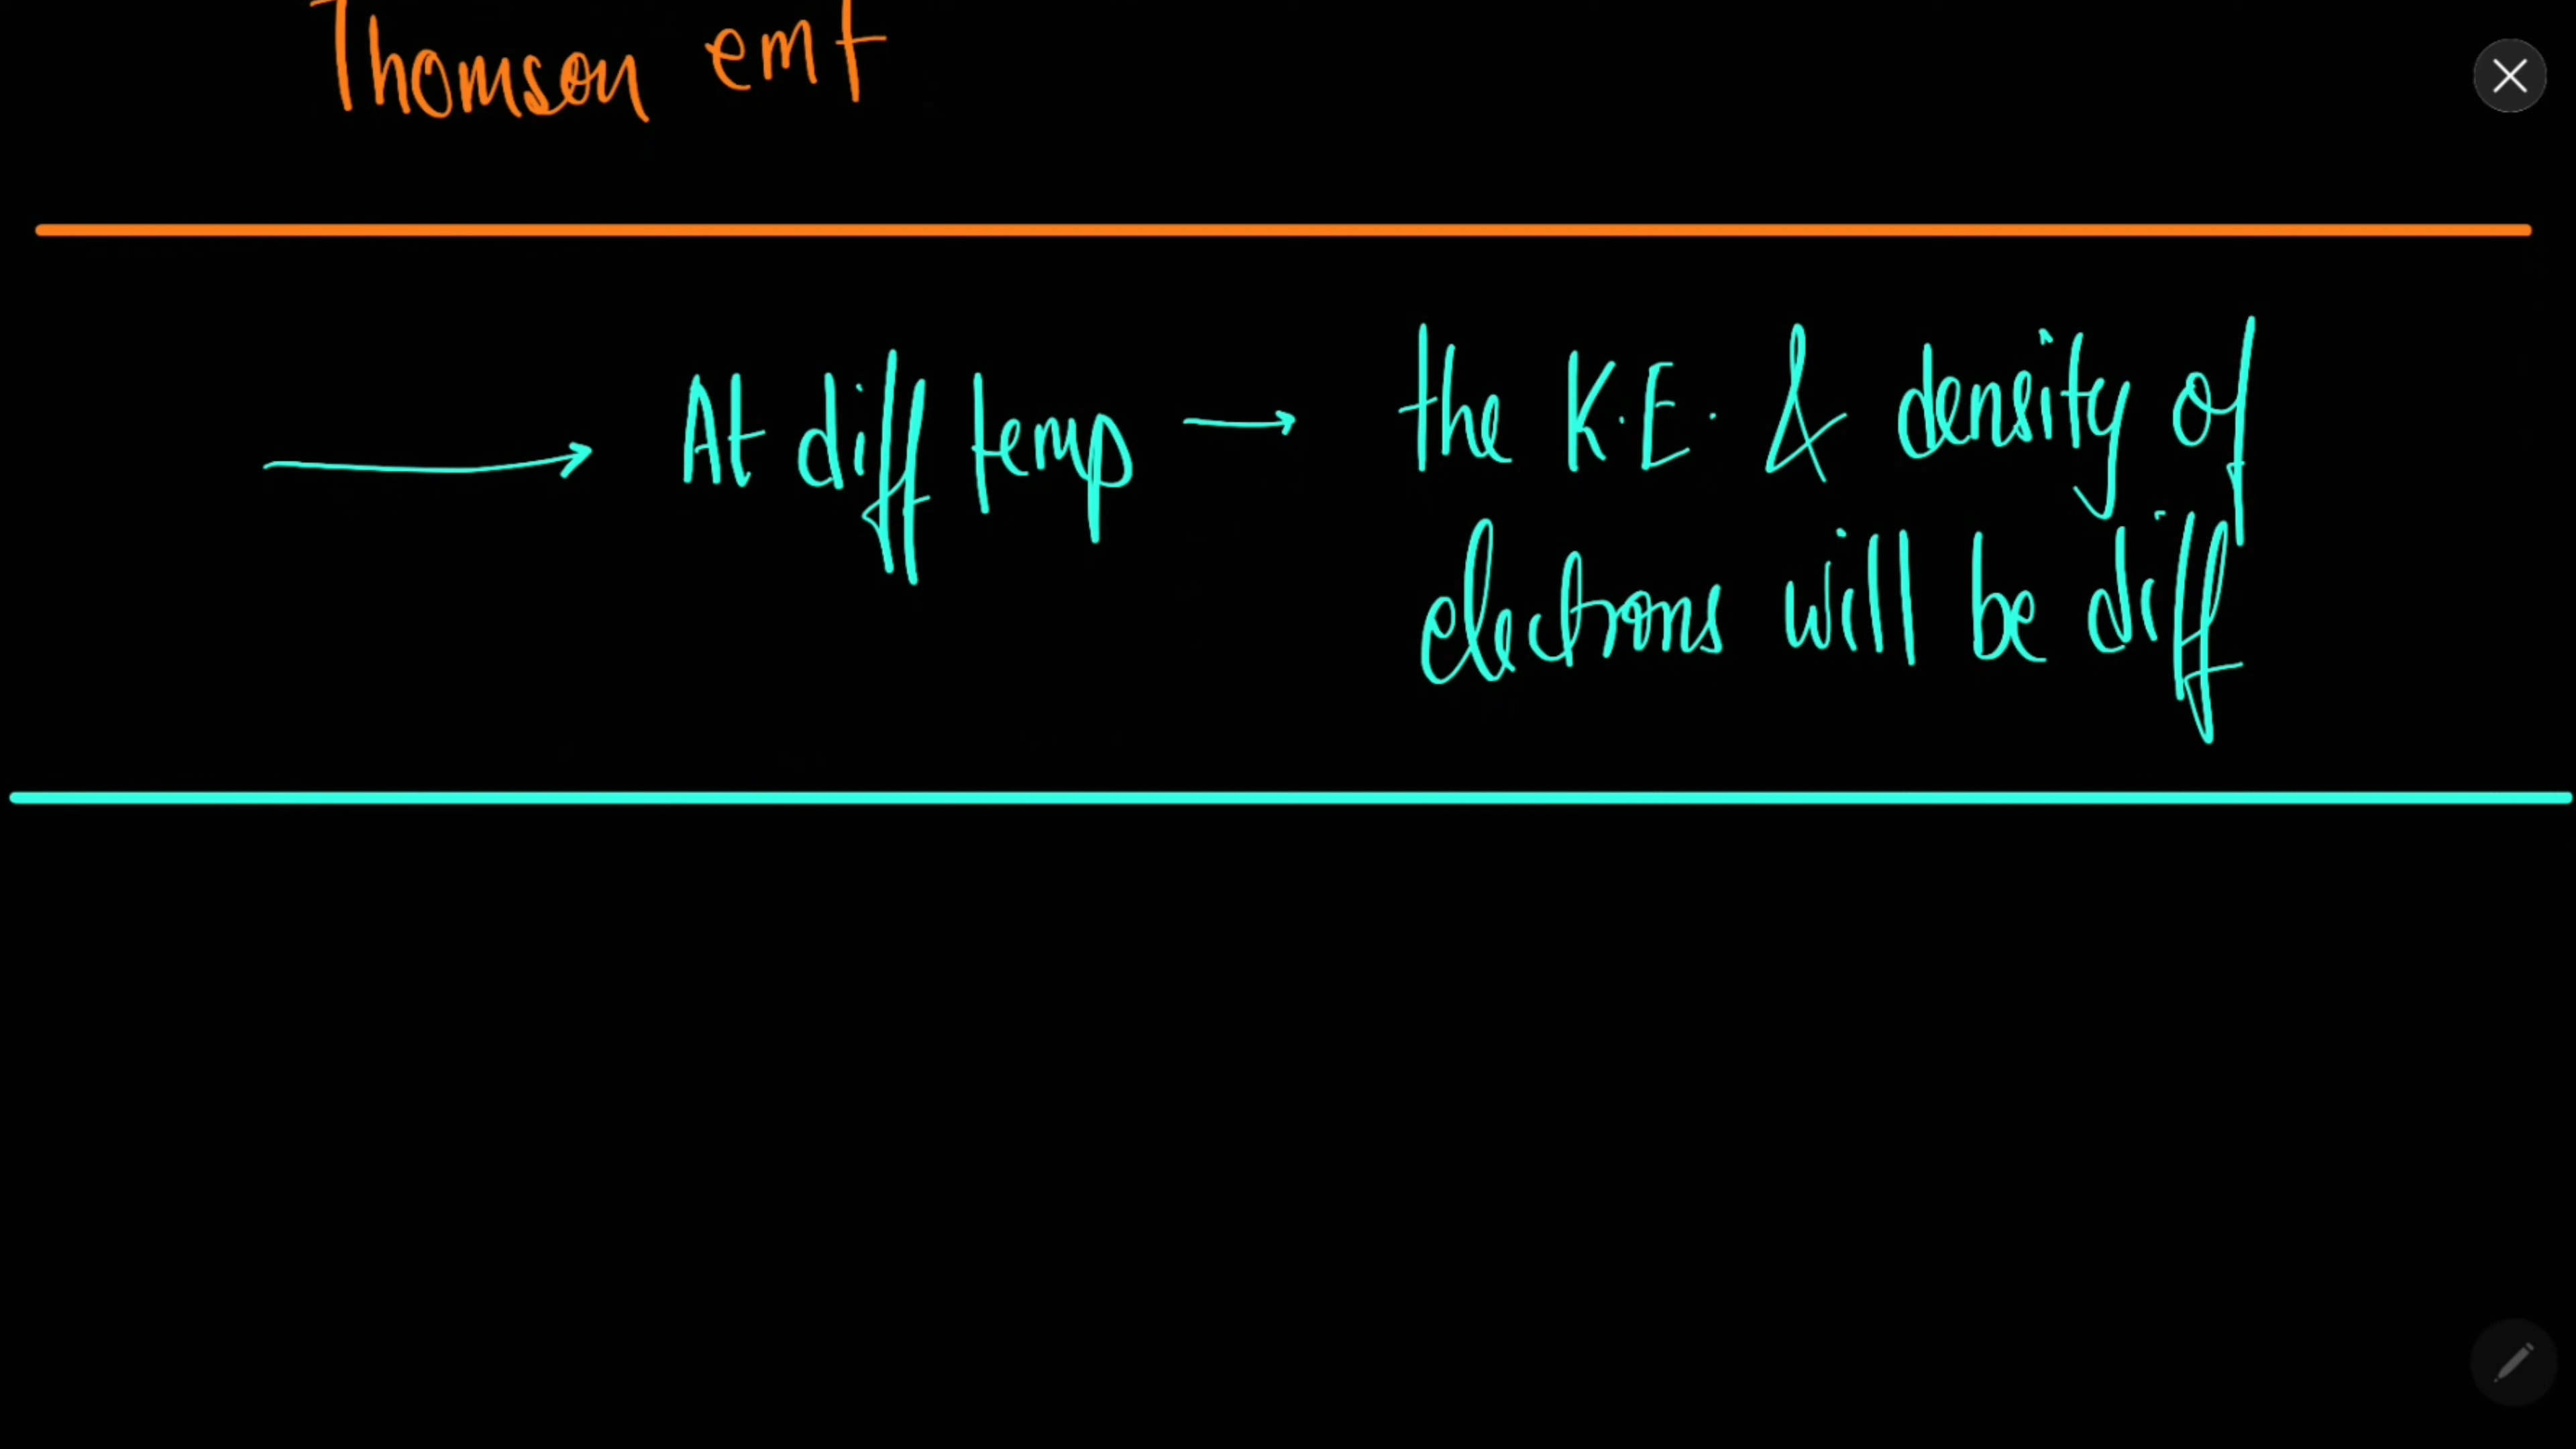 Thomson emf
→ At diff temp → the K.E. & density of
electrons will be diff